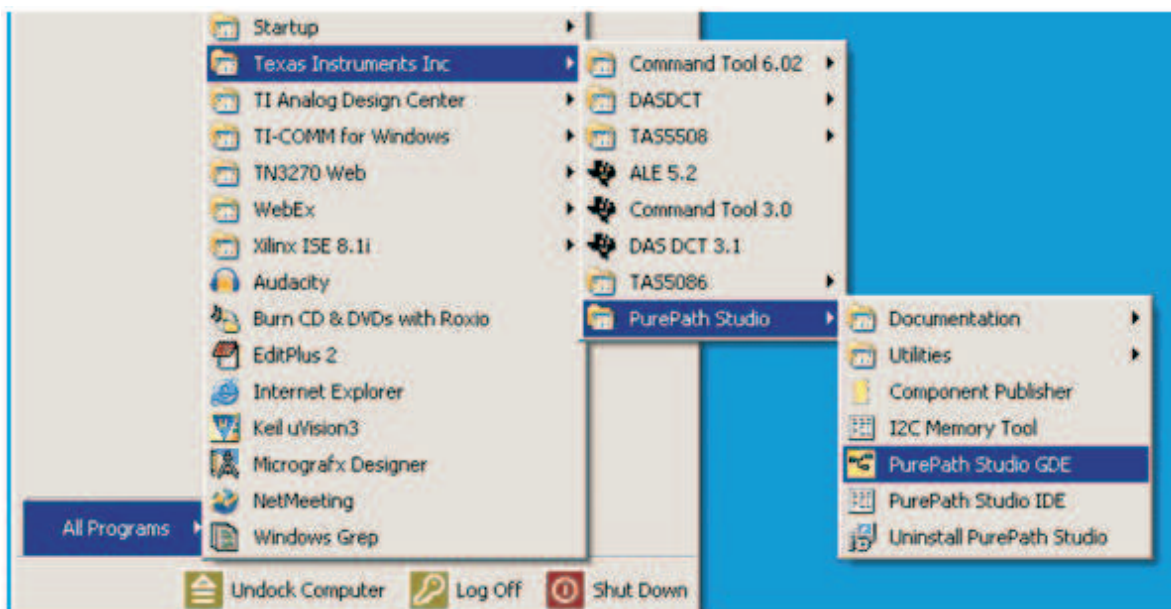 Startup
Texas Instruments Inc
TI Analog Design Center
TI-COMM for Windows
TN3270 Web
WebEx
Xilinx ISE 8.1i
Audacity
Burn CD & DVDs with Roxio
EditPlus 2
Internet Explorer
Keil uVision3
Micrografx Designer
NetMeeting
Windows Grep
Command Tool 6.02
DASDCT
TAS5508
ALE 5.2
Command Tool 3.0
DAS DCT 3.1
TAS5086
PurePath Studio
Documentation
Utilities
Component Publisher
I2C Memory Tool
PurePath Studio GDE
PurePath Studio IDE
Uninstall PurePath Studio
All Programs
Undock Computer Log Off Shut Down